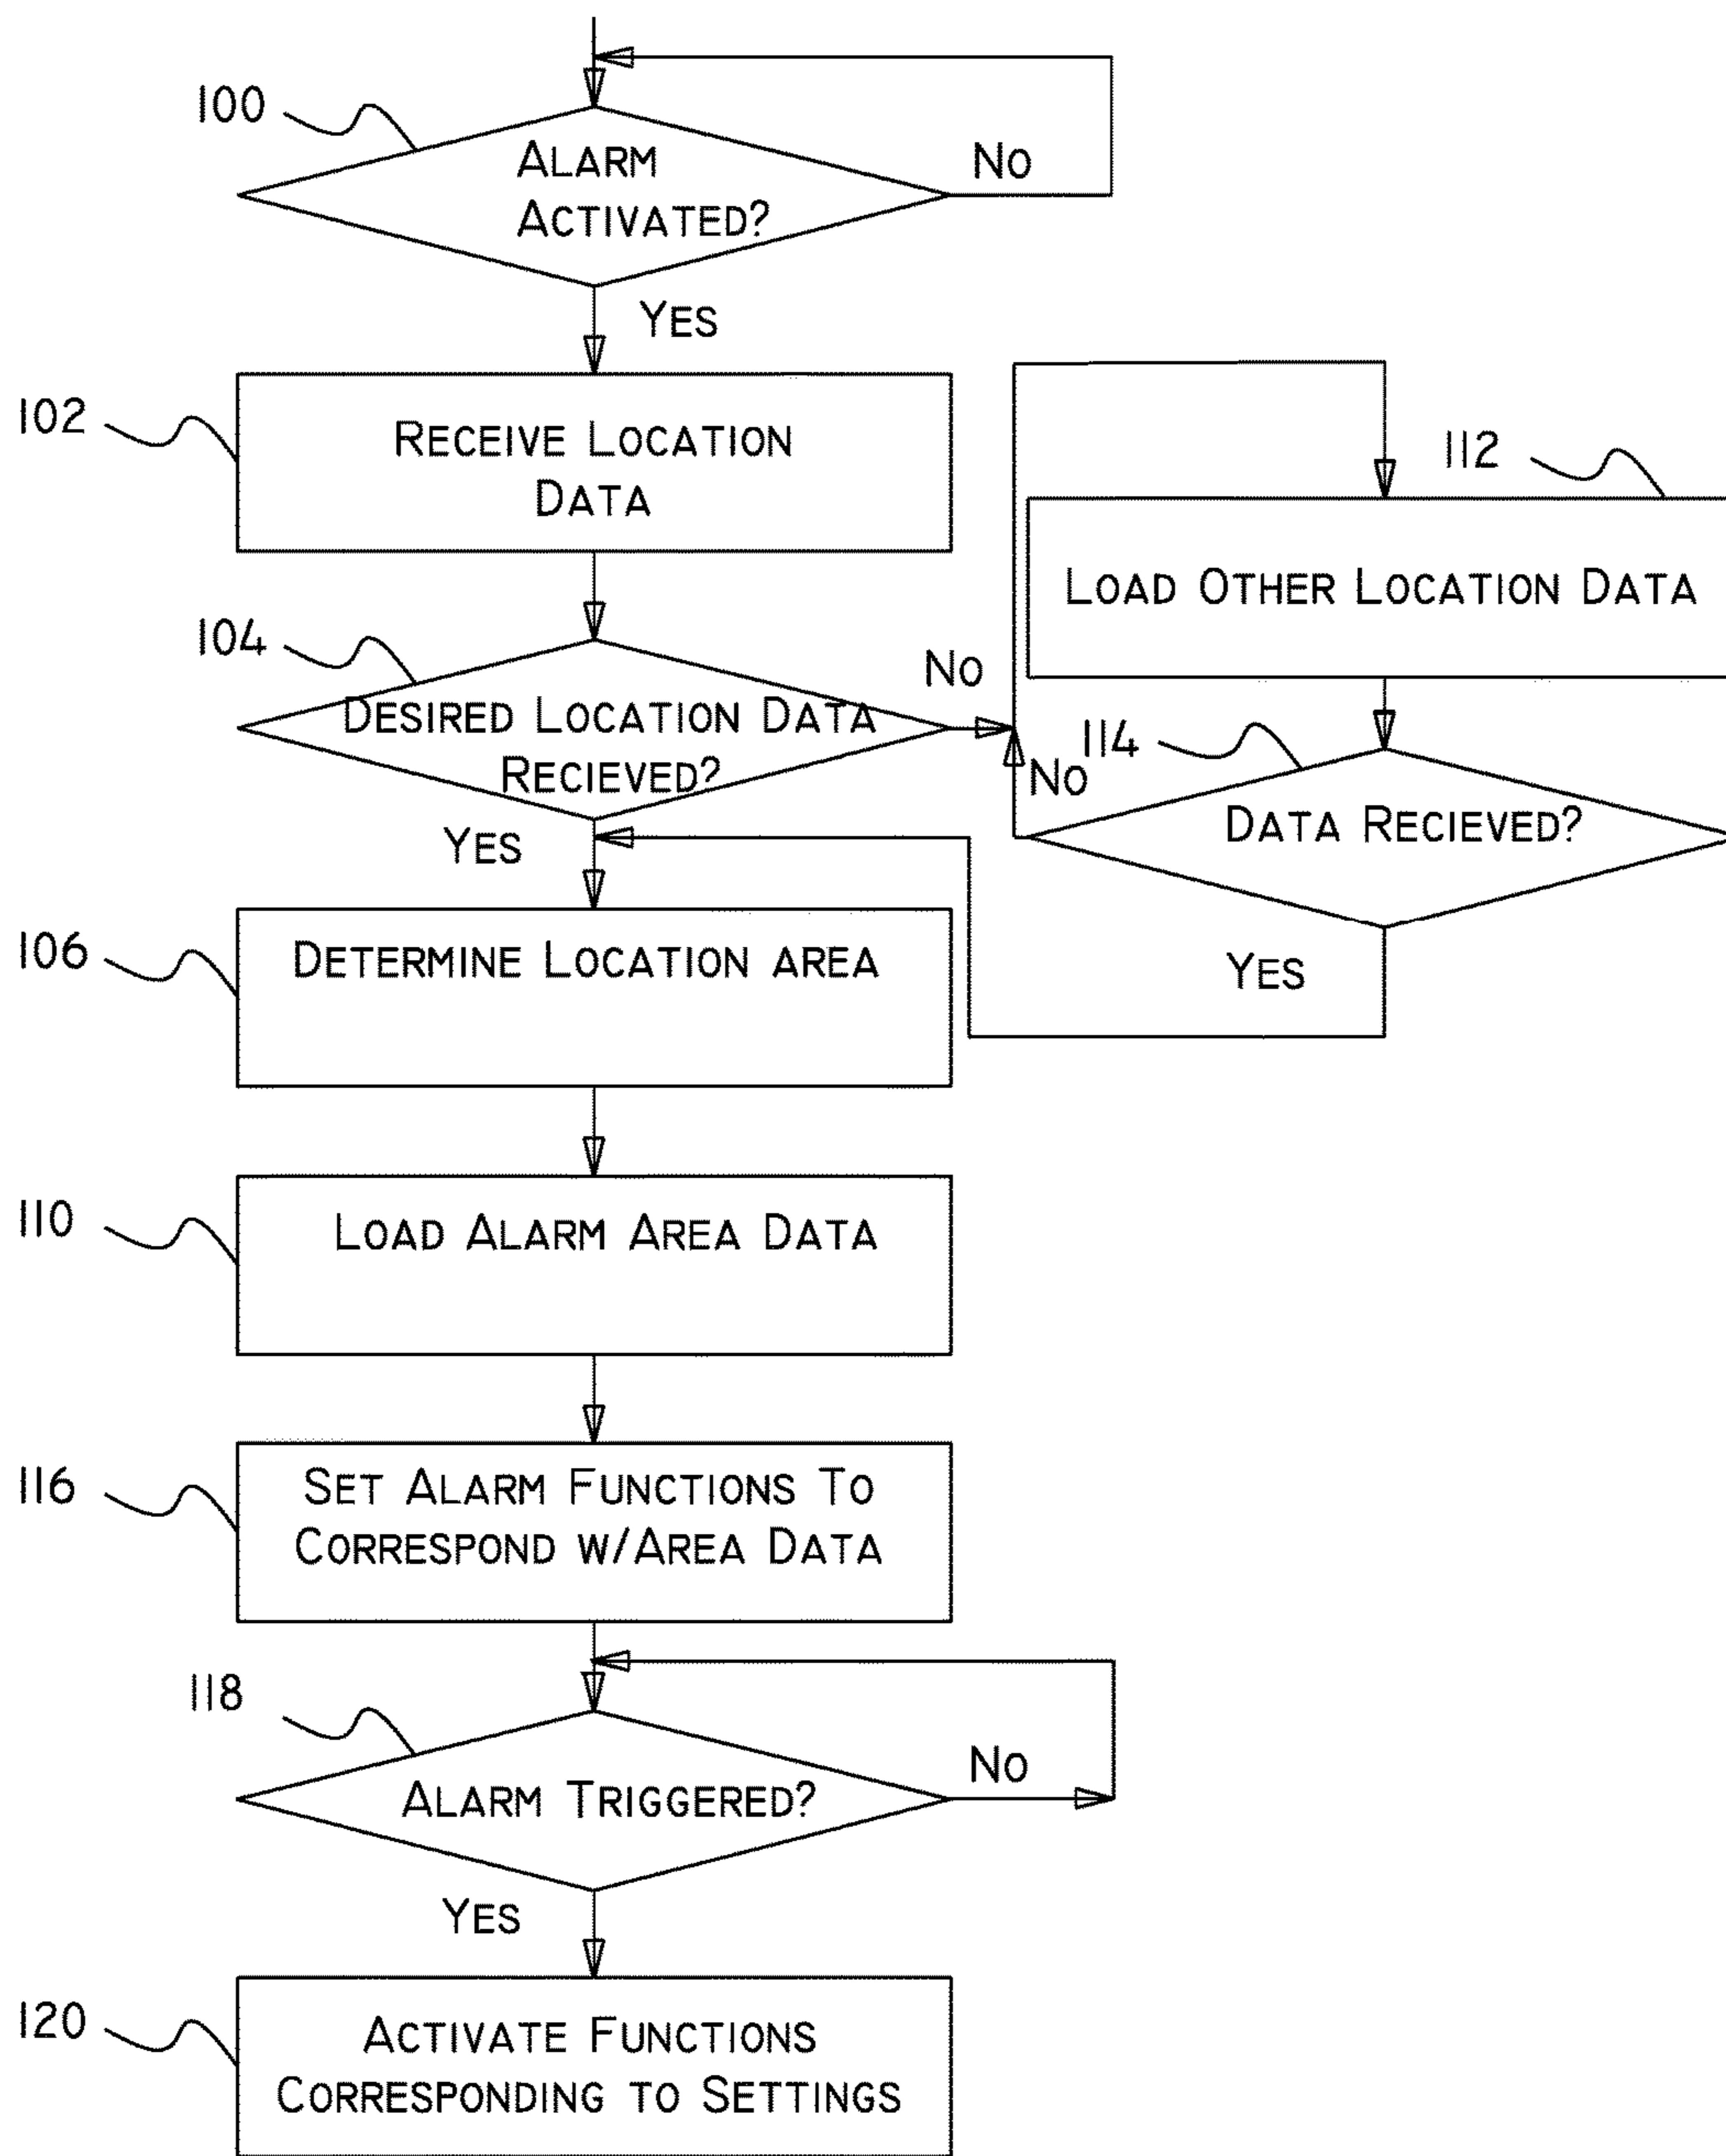 100
ALARM
ACTIVATED?
NO
YES
102
RECEIVE LOCATION
DATA
112
LOAD OTHER LOCATION DATA
104
DESIRED LOCATION DATA
RECIEVED?
NO
114
NO
DATA RECIEVED?
YES
YES
106
DETERMINE LOCATION AREA
110
LOAD ALARM AREA DATA
116
SET ALARM FUNCTIONS TO
CORRESPOND W/AREA DATA
118
ALARM TRIGGERED?
NO
YES
120
ACTIVATE FUNCTIONS
CORRESPONDING TO SETTINGS